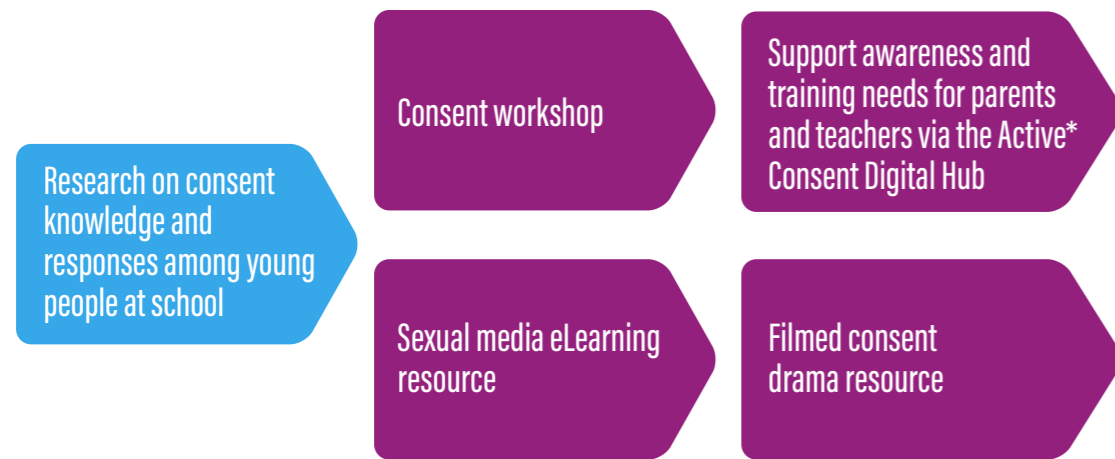 Research on consent
knowledge and
responses among young
people at school
Consent workshop
Support awareness and
training needs for parents
and teachers via the Active*
Consent Digital Hub
Sexual media eLearning
resource
Filmed consent
drama resource